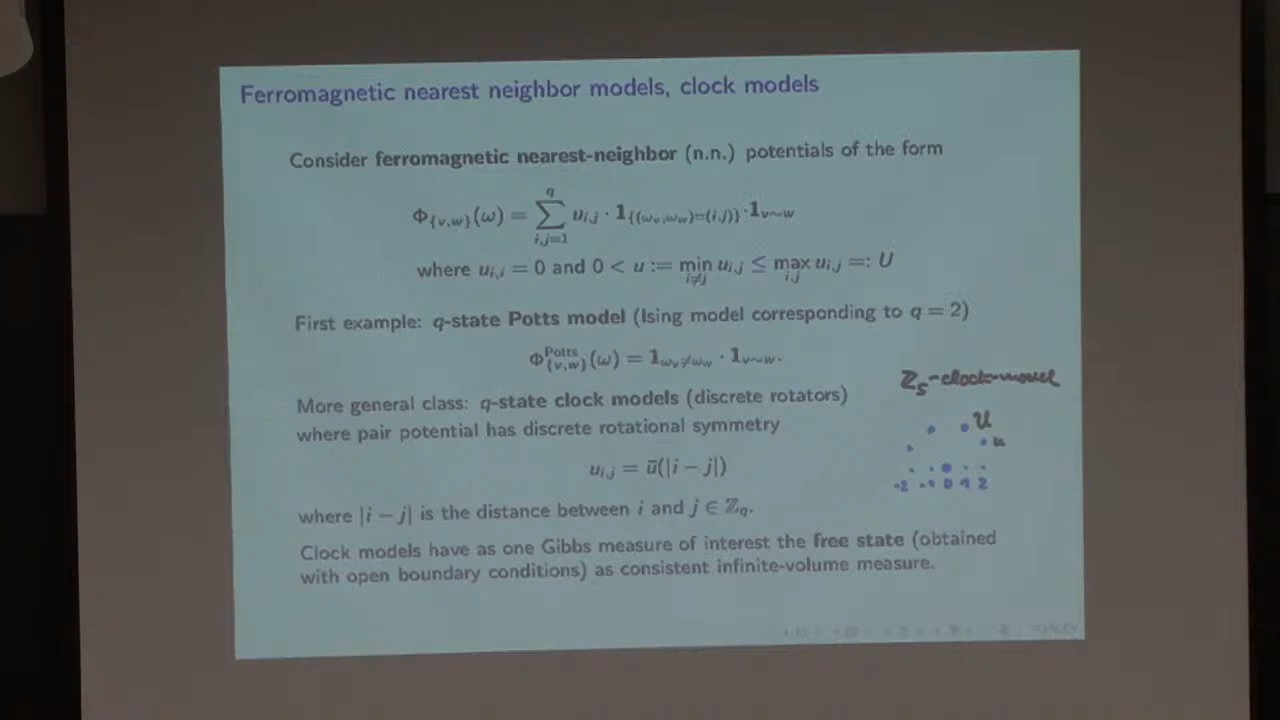 Ferromagnetic nearest neighbor models, clock models
Consider ferromagnetic nearest-neighbor (n.n.) potentials of the form
Φ_{v,w}(ω) = ∑_{i,j=1}^{q} u_{i,j} · 1_{(ω_v,ω_w)=(i,j)} · 1_{v∼w}
where u_{i,i} = 0 and 0 < u := min_{i≠j} u_{i,j} ≤ max_{i,j} u_{i,j} =: U
First example: q-state Potts model (Ising model corresponding to q = 2)
Φ^{Potts}_{v,w}(ω) = 1_{ω_v≠ω_w} · 1_{v∼w}.
More general class: q-state clock models (discrete rotators)
where pair potential has discrete rotational symmetry
u_{i,j} = ū(|i − j|)
where |i − j| is the distance between i and j ∈ ℤ_q.
Clock models have as one Gibbs measure of interest the free state (obtained
with open boundary conditions) as consistent infinite-volume measure.
Z_5-clock-model
U
u
-2 -1 0 1 2